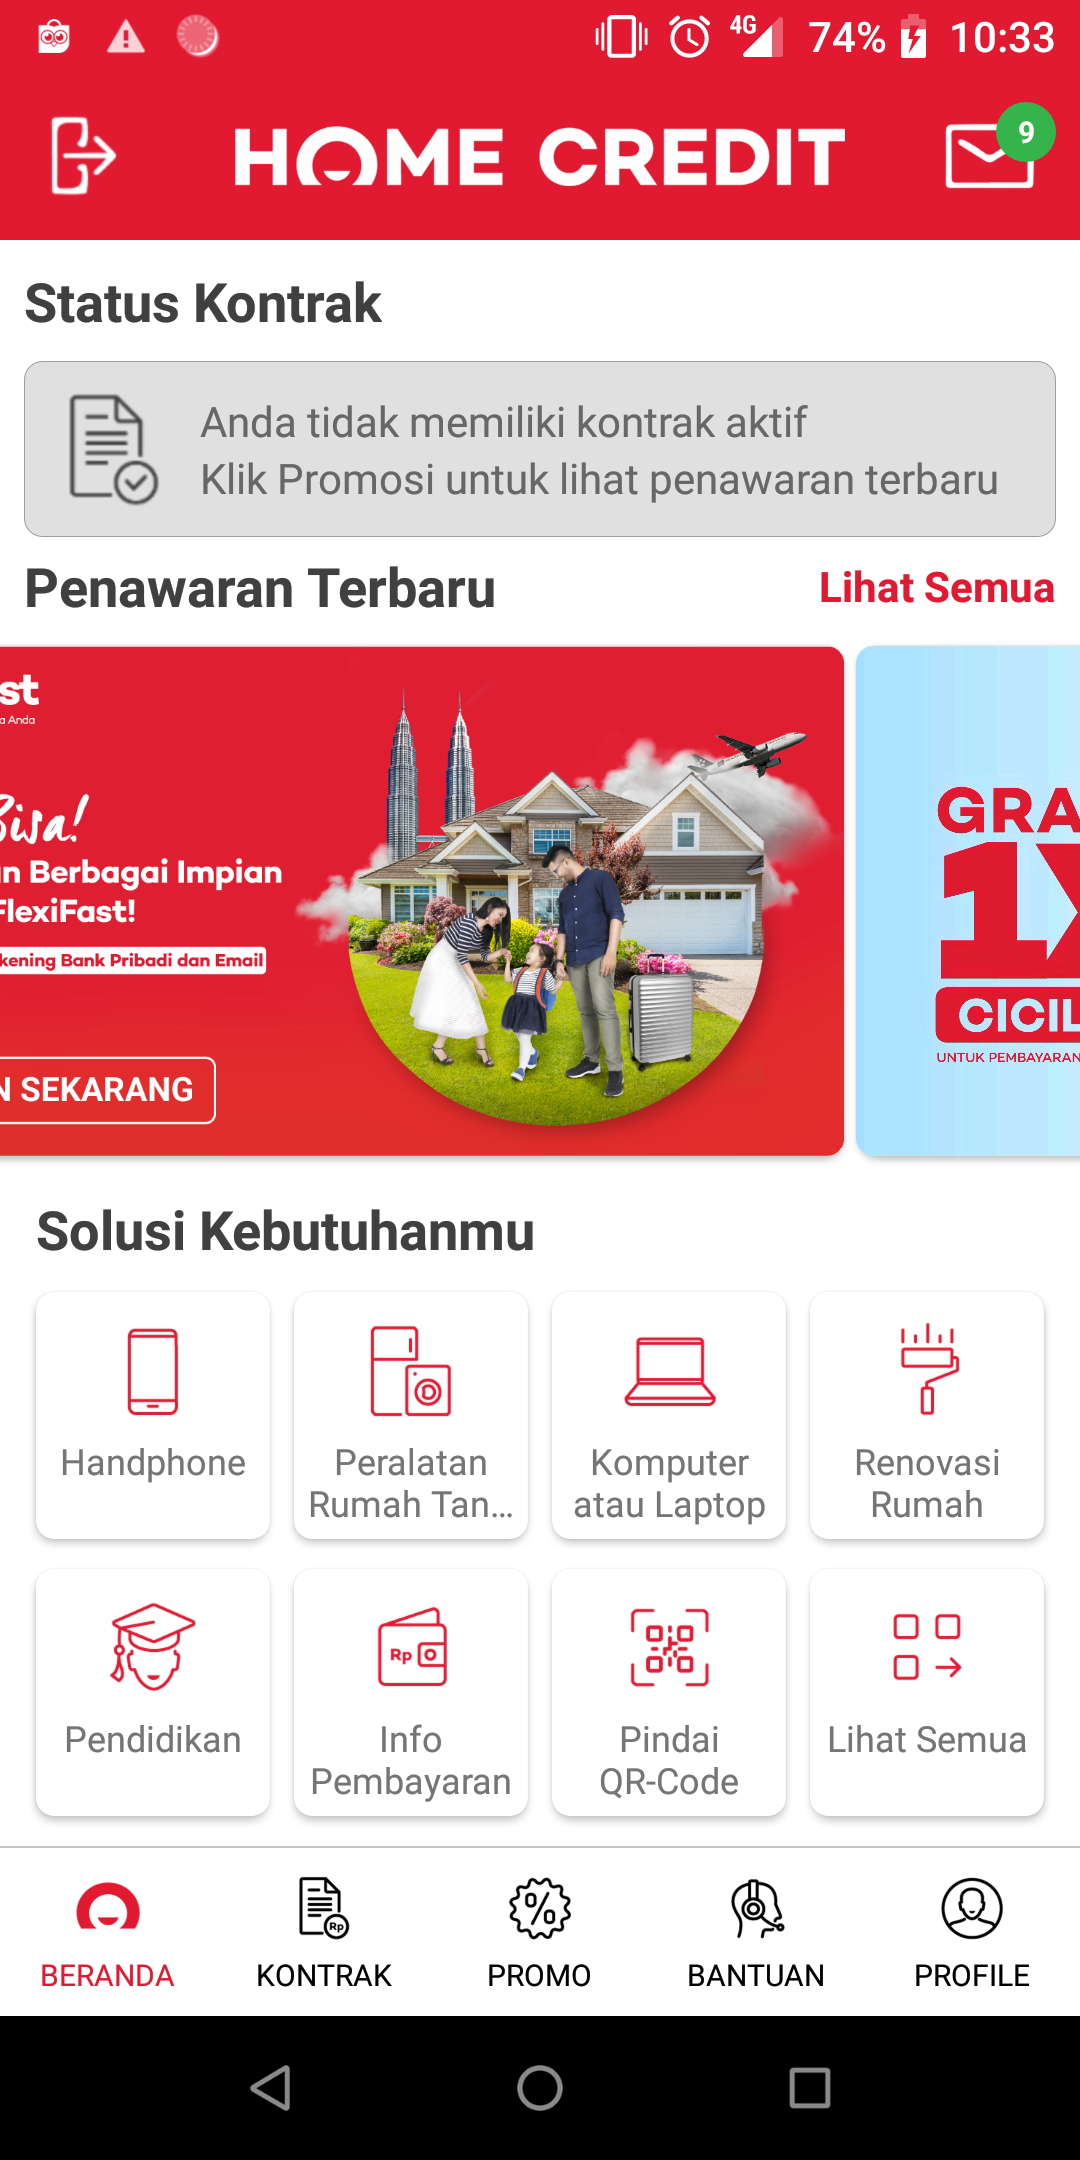 4G 74% 10:33
HOME CREDIT
9
Status Kontrak
Anda tidak memiliki kontrak aktif
Klik Promosi untuk lihat penawaran terbaru
Penawaran Terbaru
Lihat Semua
st
a Anda
Bisa!
n Berbagai Impian
FlexiFast!
kening Bank Pribadi dan Email
N SEKARANG
GRA
1X
CICIL
UNTUK PEMBAYARAN
Solusi Kebutuhanmu
Handphone
Peralatan
Rumah Tan...
Komputer
atau Laptop
Renovasi
Rumah
Pendidikan
Rp
Info
Pembayaran
Pindai
QR-Code
Lihat Semua
BERANDA
Rp
KONTRAK
%
PROMO
BANTUAN
PROFILE